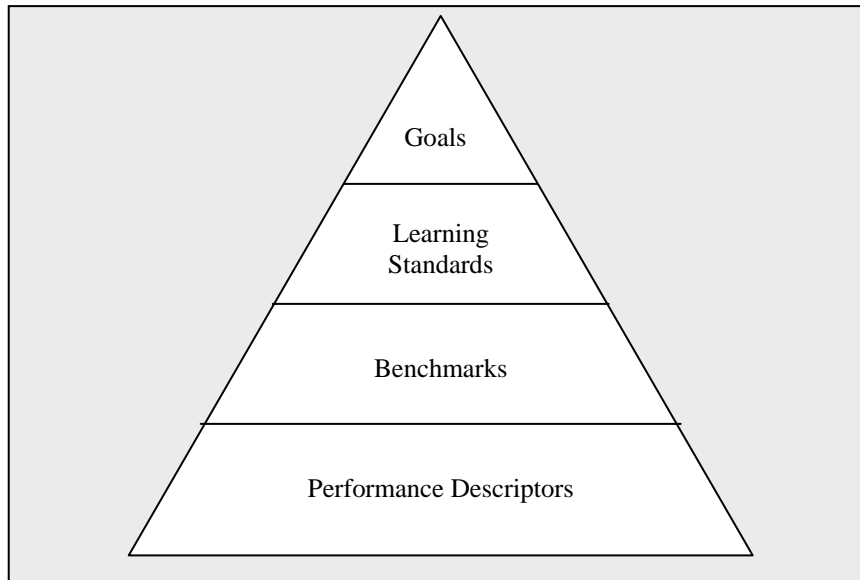 Goals
Learning
Standards
Benchmarks
Performance Descriptors